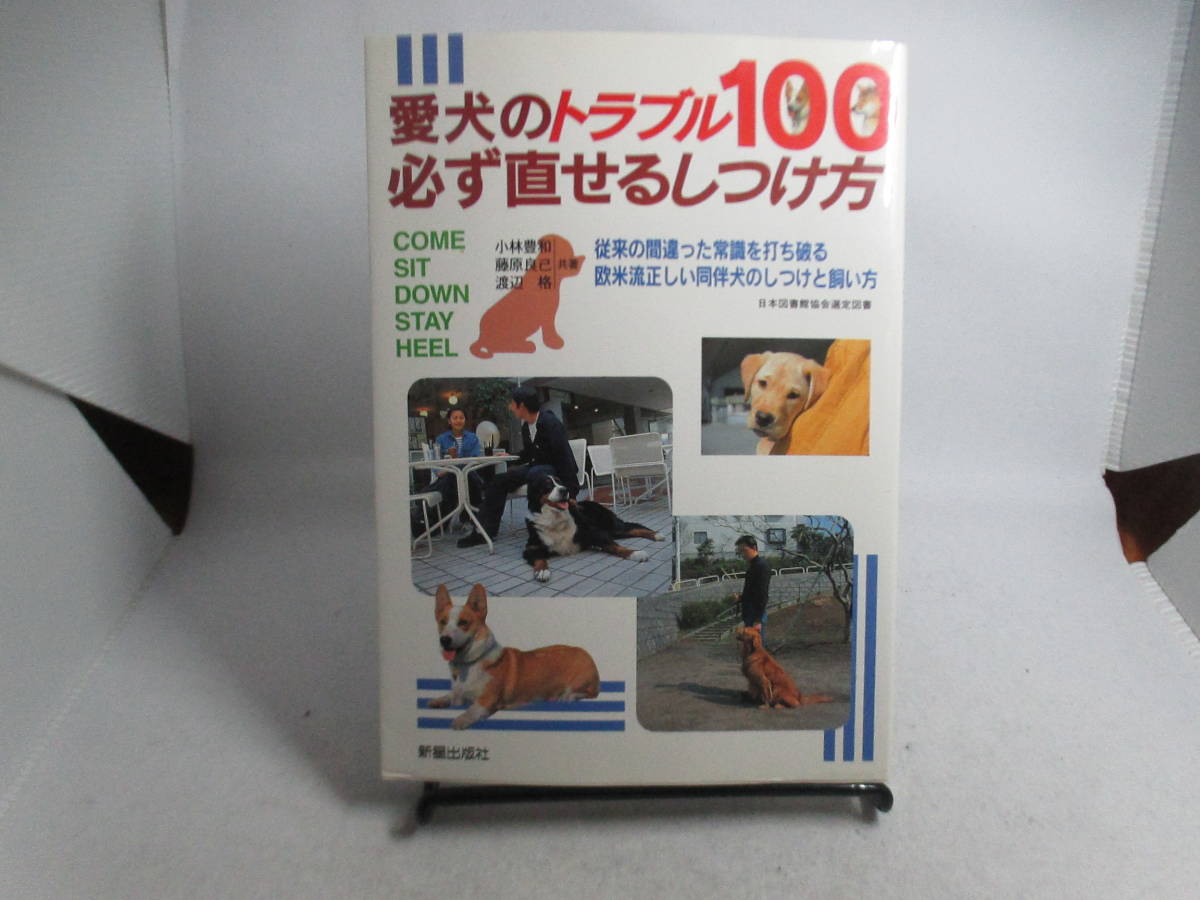 愛犬のトラブル100
必ず直せるしつけ方
COME
SIT
DOWN
STAY
HEEL
小林豊和
藤原良己
渡辺 格
共著
従来の間違った常識を打ち破る
欧米流正しい同伴犬のしつけと飼い方
日本図書館協会選定図書
新星出版社